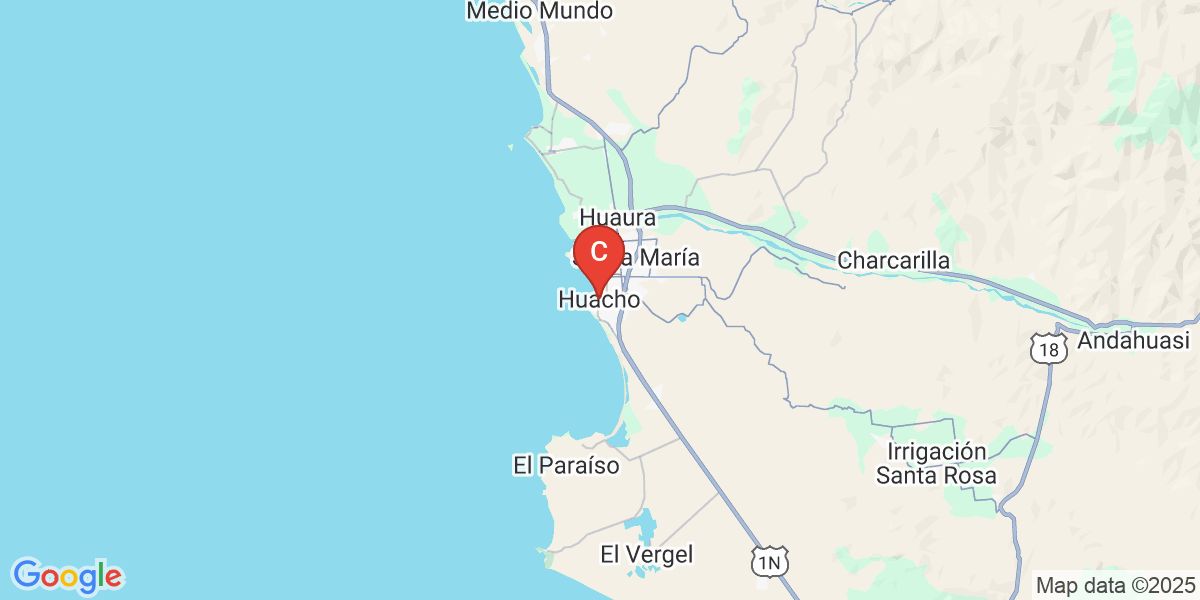 Medio Mundo
Huaura
C
María
Huacho
Charcarilla
Andahuasi
18
Irrigación
Santa Rosa
El Paraíso
El Vergel
1N
Google
Map data ©2025